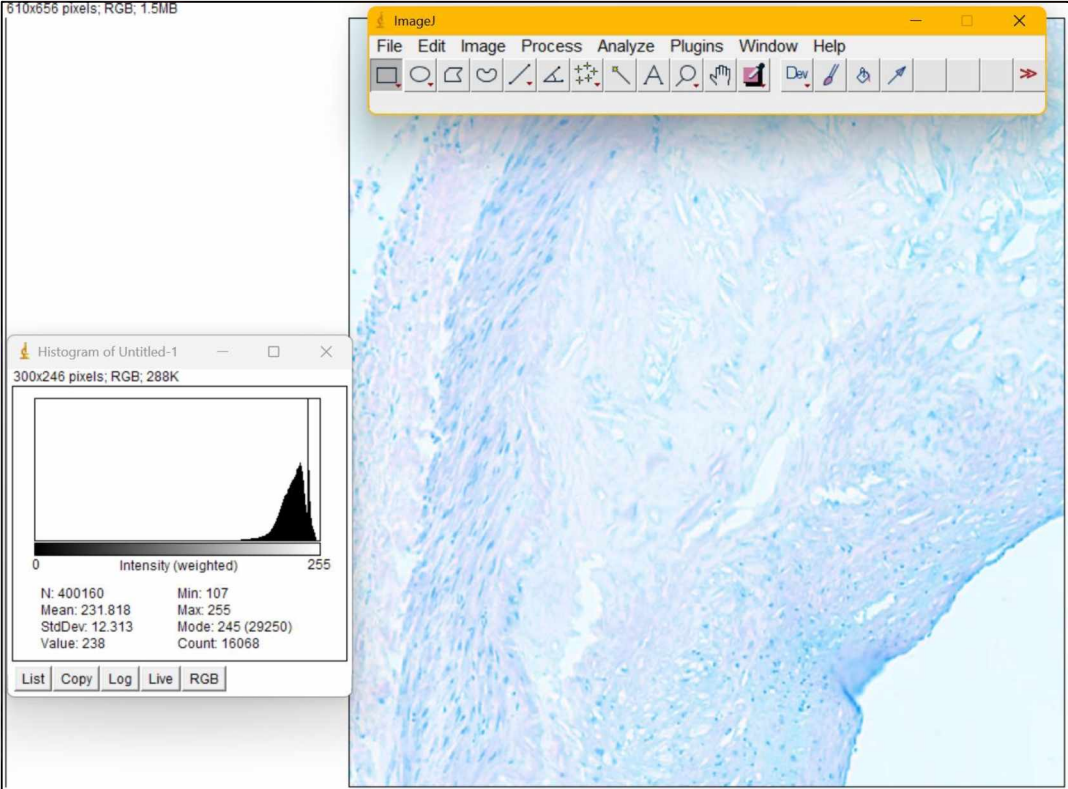 610x656 pixels; RGB; 1.5MB
ImageJ
File Edit Image Process Analyze Plugins Window Help
A Dev
Histogram of Untitled-1
300x246 pixels; RGB; 288K
0 Intensity (weighted) 255
N: 400160 Min: 107
Mean: 231.818 Max: 255
StdDev: 12.313 Mode: 245 (29250)
Value: 238 Count: 16068
List Copy Log Live RGB